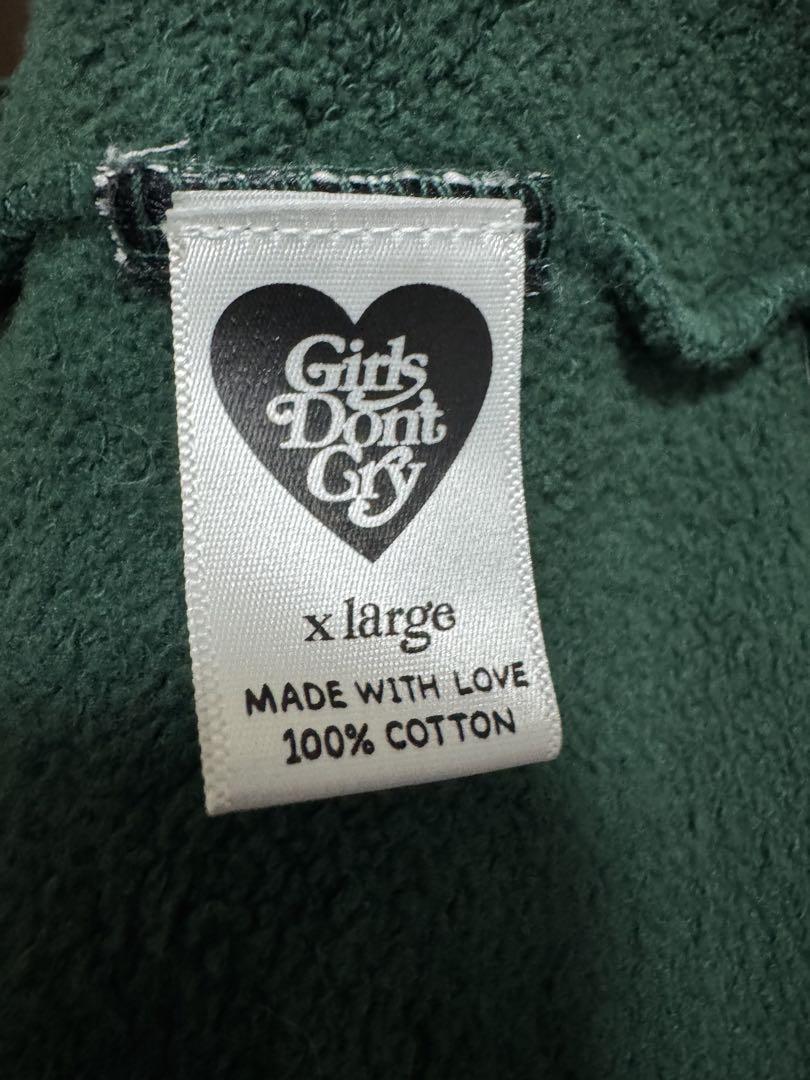 Girls
Don't
Cry
x large
MADE WITH LOVE
100% COTTON